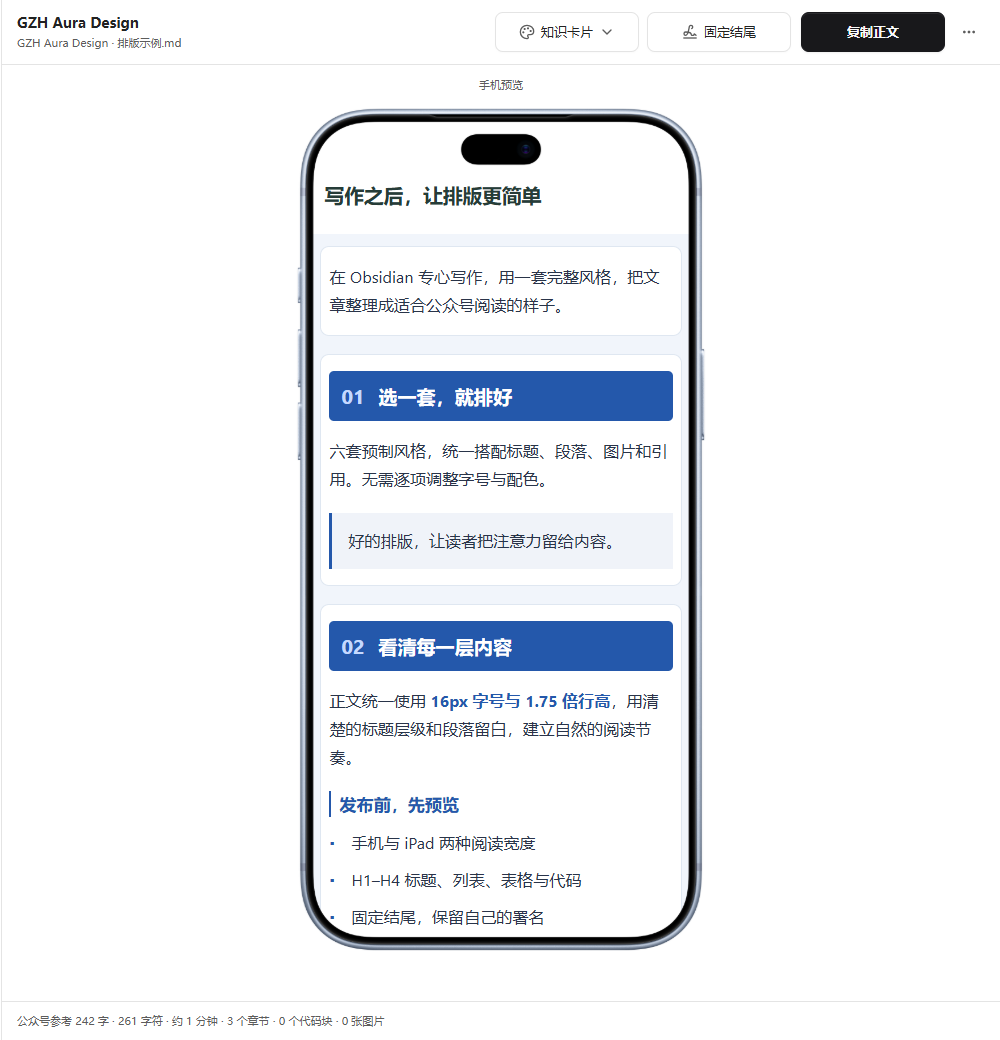 GZH Aura Design
GZH Aura Design · 排版示例.md
知识卡片
固定结尾
复制正文
手机预览
写作之后，让排版更简单
在 Obsidian 专心写作，用一套完整风格，把文
章整理成适合公众号阅读的样子。
01 选一套，就排好
六套预制风格，统一搭配标题、段落、图片和引
用。无需逐项调整字号与配色。
好的排版，让读者把注意力留给内容。
02 看清每一层内容
正文统一使用 16px 字号与 1.75 倍行高，用清
楚的标题层级和段落留白，建立自然的阅读节
奏。
发布前，先预览
· 手机与 iPad 两种阅读宽度
· H1–H4 标题、列表、表格与代码
· 固定结尾，保留自己的署名
公众号参考 242 字 · 261 字符 · 约 1 分钟 · 3 个章节 · 0 个代码块 · 0 张图片